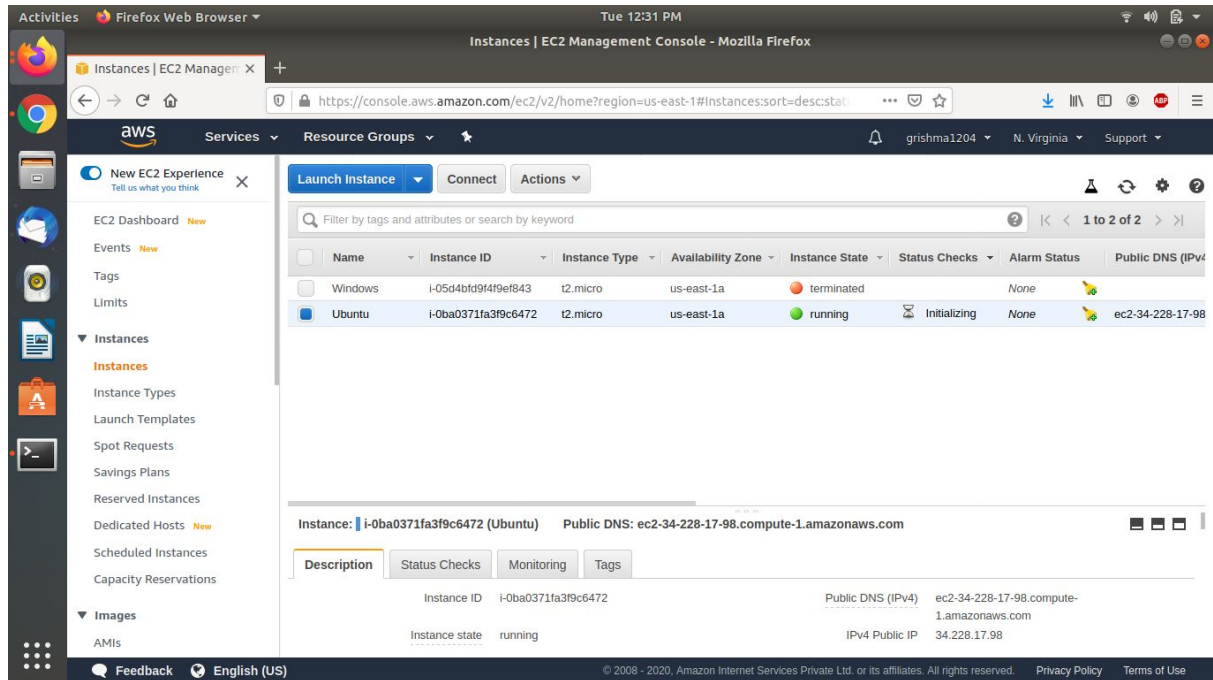 Activities Firefox Web Browser Tue 12:31 PM
Instances | EC2 Management Console - Mozilla Firefox
Instances | EC2 Managem
https://console.aws.amazon.com/ec2/v2/home?region=us-east-1#Instances:sort=desc:stat
ABP
aws Services Resource Groups grishma1204 N. Virginia Support
New EC2 Experience
Tell us what you think
Launch Instance Connect Actions
Filter by tags and attributes or search by keyword 1 to 2 of 2
EC2 Dashboard New
Events New
Tags
Limits
Instances
Instances
Instance Types
Launch Templates
Spot Requests
Savings Plans
Reserved Instances
Dedicated Hosts New
Scheduled Instances
Capacity Reservations
Images
AMIs
Name Instance ID Instance Type Availability Zone Instance State Status Checks Alarm Status Public DNS (IPv4
Windows i-05d4bfd9f4f9ef843 t2.micro us-east-1a terminated None
Ubuntu i-0ba0371fa3f9c6472 t2.micro us-east-1a running Initializing None ec2-34-228-17-98
Instance: i-0ba0371fa3f9c6472 (Ubuntu) Public DNS: ec2-34-228-17-98.compute-1.amazonaws.com
Description Status Checks Monitoring Tags
Instance ID i-0ba0371fa3f9c6472 Public DNS (IPv4) ec2-34-228-17-98.compute-
1.amazonaws.com
Instance state running IPv4 Public IP 34.228.17.98
Feedback English (US) © 2008 - 2020, Amazon Internet Services Private Ltd. or its affiliates. All rights reserved. Privacy Policy Terms of Use